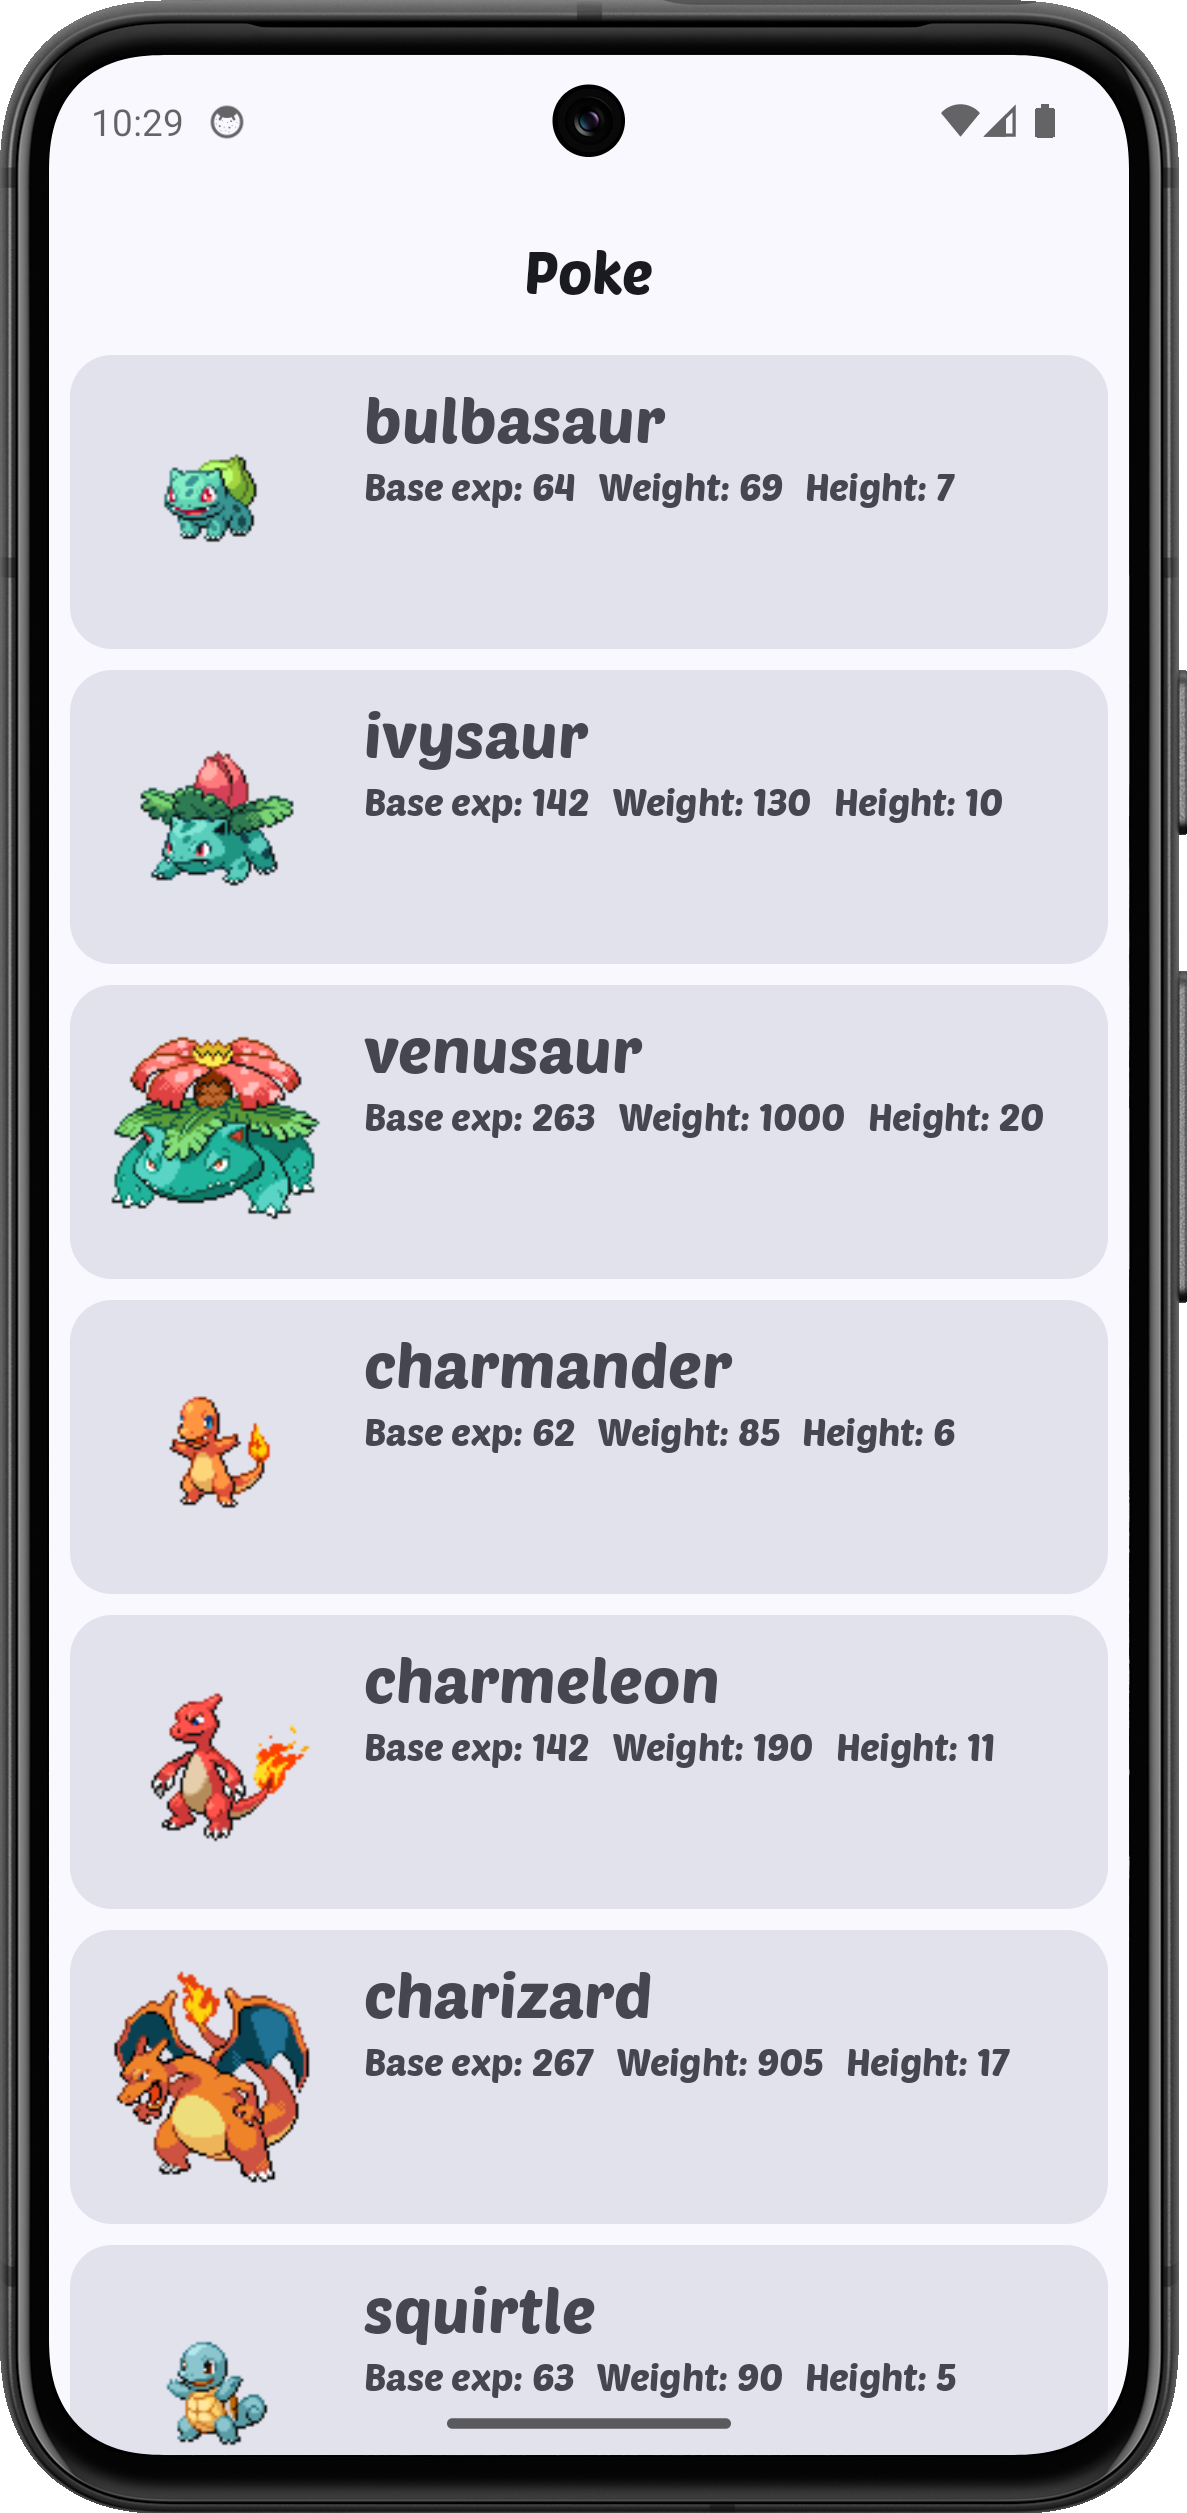 10:29
Poke
bulbasaur
Base exp: 64 Weight: 69 Height: 7
ivysaur
Base exp: 142 Weight: 130 Height: 10
venusaur
Base exp: 263 Weight: 1000 Height: 20
charmander
Base exp: 62 Weight: 85 Height: 6
charmeleon
Base exp: 142 Weight: 190 Height: 11
charizard
Base exp: 267 Weight: 905 Height: 17
squirtle
Base exp: 63 Weight: 90 Height: 5